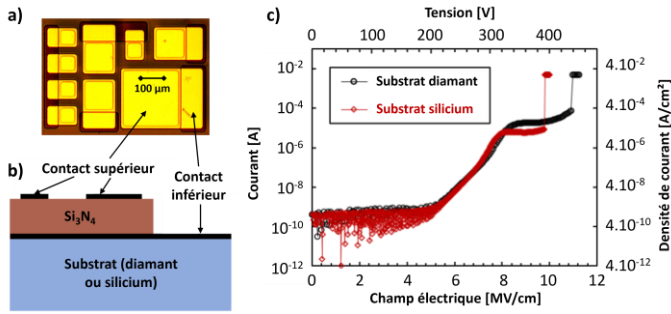 a)
100 µm
Contact supérieur
Contact
inférieur
b)
Si₃N₄
Substrat (diamant
ou silicium)
c)
Tension [V]
0 100 200 300 400
Substrat diamant
Substrat silicium
Courant [A]
10⁻²
10⁻⁴
10⁻⁶
10⁻⁸
10⁻¹⁰
10⁻¹²
4.10⁻²
4.10⁻⁴
4.10⁻⁶
4.10⁻⁸
4.10⁻¹⁰
4.10⁻¹²
Densité de courant [A/cm²]
0 2 4 6 8 10 12
Champ électrique [MV/cm]